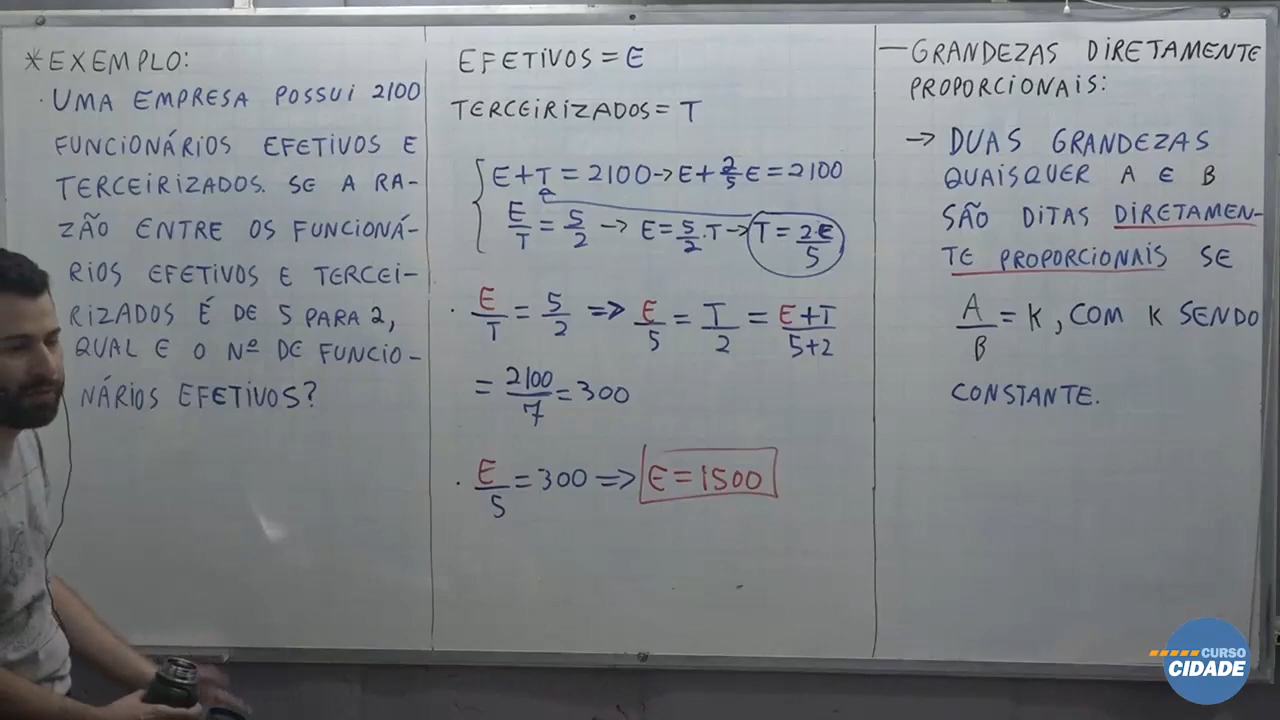 *EXEMPLO:
· UMA EMPRESA POSSUI 2100
FUNCIONÁRIOS EFETIVOS E
TERCEIRIZADOS. SE A RA-
ZÃO ENTRE OS FUNCIONÁ-
RIOS EFETIVOS E TERCEI-
RIZADOS É DE 5 PARA 2,
QUAL E O Nº DE FUNCIO-
NÁRIOS EFETIVOS?
EFETIVOS = E
TERCEIRIZADOS = T
E+T = 2100 → E + 2/5 E = 2100
E/T = 5/2 → E = 5/2 · T → T = 2·E/5
· E/T = 5/2 => E/5 = T/2 = E+T/5+2
= 2100/7 = 300
· E/5 = 300 => E = 1500
— GRANDEZAS DIRETAMENTE
PROPORCIONAIS:
→ DUAS GRANDEZAS
QUAISQUER A E B
SÃO DITAS DIRETAMEN-
TE PROPORCIONAIS SE
A/B = K, COM K SENDO
CONSTANTE.
CURSO
CIDADE